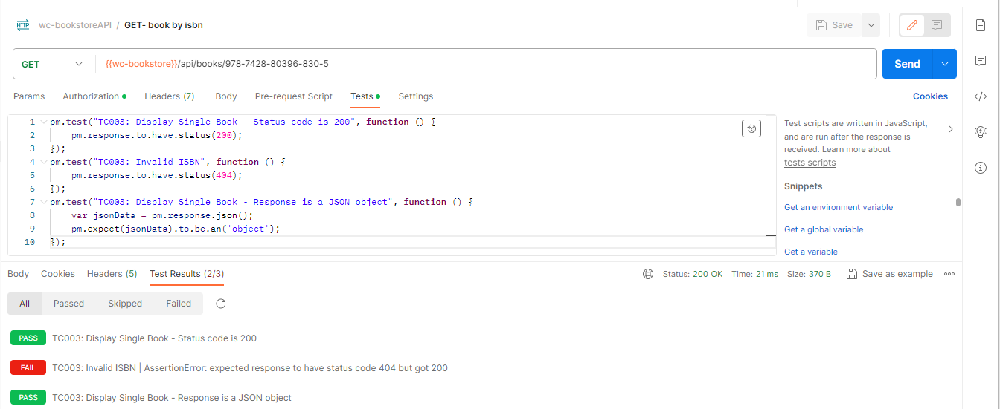 HTTP wc-bookstoreAPI / GET- book by isbn Save
GET {{wc-bookstore}}/api/books/978-7428-80396-830-5 Send
Params Authorization Headers (7) Body Pre-request Script Tests Settings Cookies
1 pm.test("TC003: Display Single Book - Status code is 200", function () {
2 pm.response.to.have.status(200);
3 });
4 pm.test("TC003: Invalid ISBN", function () {
5 pm.response.to.have.status(404);
6 });
7 pm.test("TC003: Display Single Book - Response is a JSON object", function () {
8 var jsonData = pm.response.json();
9 pm.expect(jsonData).to.be.an('object');
10 });
Test scripts are written in JavaScript,
and are run after the response is
received. Learn more about
tests scripts
Snippets
Get an environment variable
Get a global variable
Get a variable
Body Cookies Headers (5) Test Results (2/3) Status: 200 OK Time: 21 ms Size: 370 B Save as example
All Passed Skipped Failed
PASS TC003: Display Single Book - Status code is 200
FAIL TC003: Invalid ISBN | AssertionError: expected response to have status code 404 but got 200
PASS TC003: Display Single Book - Response is a JSON object